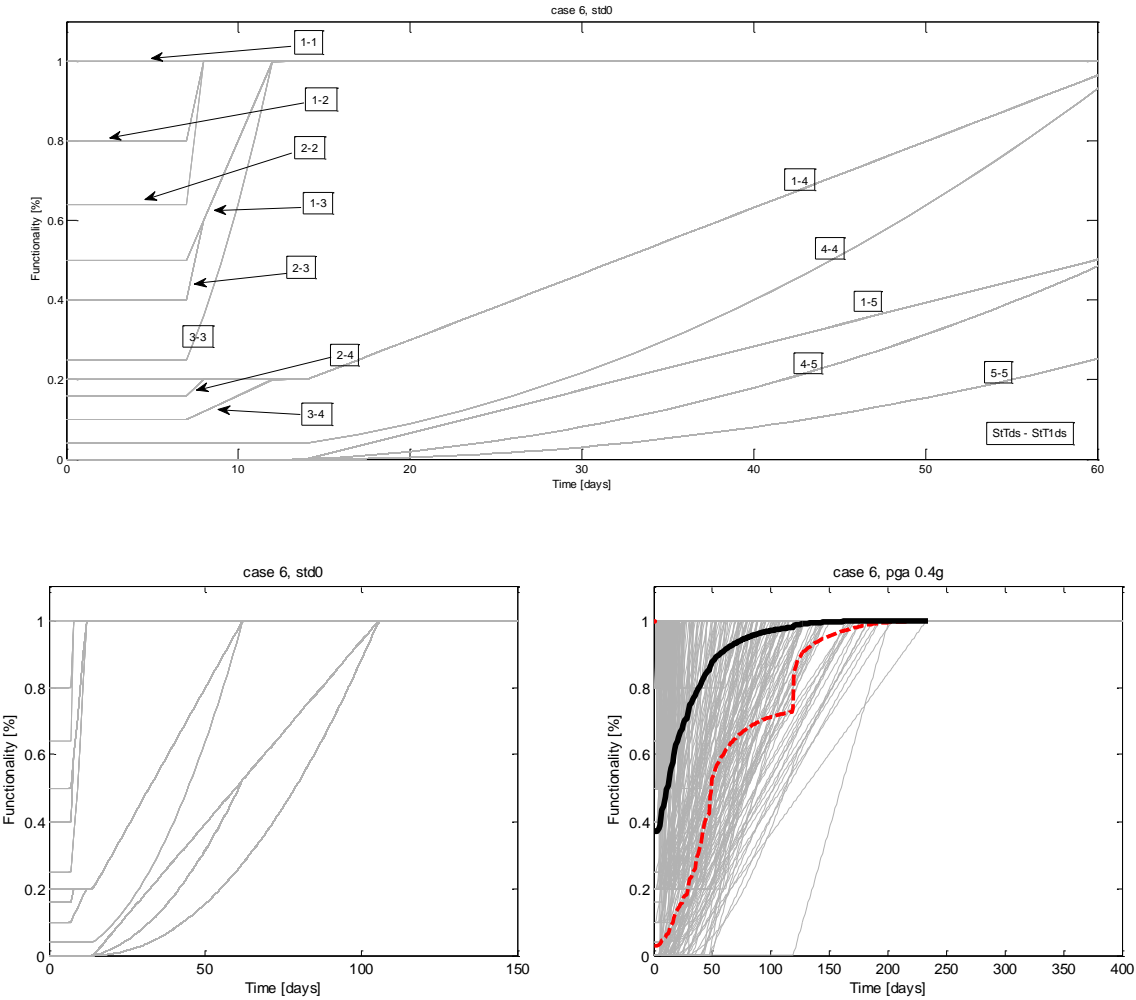 case 6, std0
1-1
1
1-2
0.8
2-2
1-3
1-4
0.6
4-4
2-3
1-5
0.4
3-3
2-4
4-5
5-5
0.2
3-4
StTds - StT1ds
0
0 10 20 30 40 50 60
Functionality [%]
Time [days]
case 6, std0
1
0.8
0.6
0.4
0.2
0
0 50 100 150
Functionality [%]
Time [days]
case 6, pga 0.4g
1
0.8
0.6
0.4
0.2
0
0 50 100 150 200 250 300 350 400
Functionality [%]
Time [days]